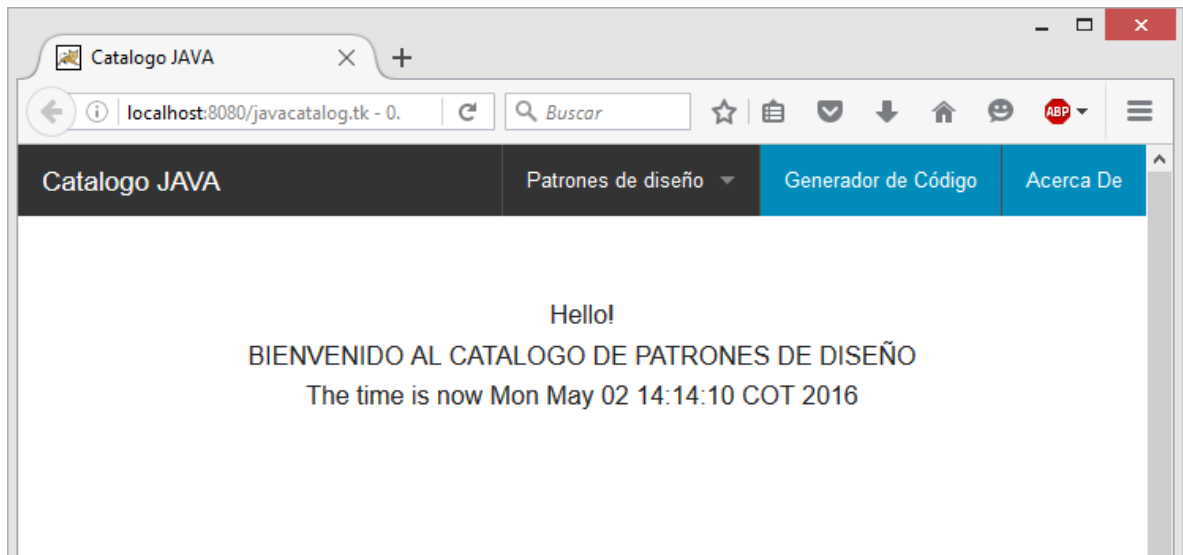 Catalogo JAVA
localhost:8080/javacatalog.tk - 0.
Buscar
ABP
Catalogo JAVA
Patrones de diseño
Generador de Código
Acerca De
Hello!
BIENVENIDO AL CATALOGO DE PATRONES DE DISEÑO
The time is now Mon May 02 14:14:10 COT 2016